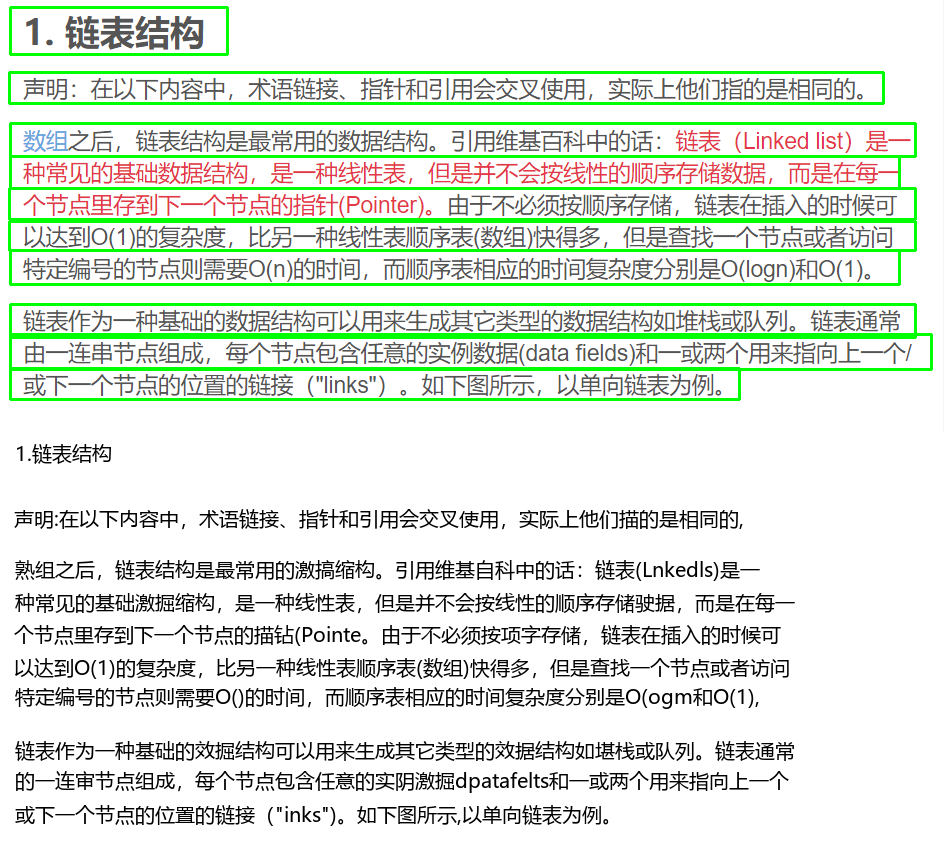 1. 链表结构
声明：在以下内容中，术语链接、指针和引用会交叉使用，实际上他们指的是相同的。
数组之后，链表结构是最常用的数据结构。引用维基百科中的话：链表（Linked list）是一
种常见的基础数据结构，是一种线性表，但是并不会按线性的顺序存储数据，而是在每一
个节点里存到下一个节点的指针(Pointer)。由于不必须按顺序存储，链表在插入的时候可
以达到O(1)的复杂度，比另一种线性表顺序表(数组)快得多，但是查找一个节点或者访问
特定编号的节点则需要O(n)的时间，而顺序表相应的时间复杂度分别是O(logn)和O(1)。
链表作为一种基础的数据结构可以用来生成其它类型的数据结构如堆栈或队列。链表通常
由一连串节点组成，每个节点包含任意的实例数据(data fields)和一或两个用来指向上一个/
或下一个节点的位置的链接（"links"）。如下图所示，以单向链表为例。
1.链表结构
声明:在以下内容中，术语链接、指针和引用会交叉使用，实际上他们描的是相同的,
熟组之后，链表结构是最常用的激搞缩构。引用维基自科中的话：链表(Lnkedls)是一
种常见的基础激掘缩构，是一种线性表，但是并不会按线性的顺序存储驶据，而是在每一
个节点里存到下一个节点的描钻(Pointe。由于不必须按项字存储，链表在插入的时候可
以达到O(1)的复杂度，比另一种线性表顺序表(数组)快得多，但是查找一个节点或者访问
特定编号的节点则需要O()的时间，而顺序表相应的时间复杂度分别是O(ogm和O(1),
链表作为一种基础的效掘结构可以用来生成其它类型的效据结构如堪栈或队列。链表通常
的一连审节点组成，每个节点包含任意的实阴激掘dpatafelts和一或两个用来指向上一个
或下一个节点的位置的链接（"inks")。如下图所示,以单向链表为例。